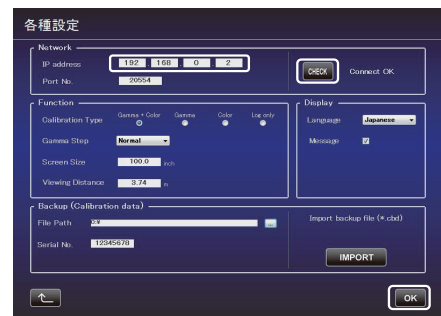 各種設定
Network
IP address 192 . 168 . 0 . 2
CHECK Connect OK
Port No. 20554
Function
Display
Calibration Type Gamma + Color Gamma Color Log only
Language Japanese
Gamma Step Normal
Message
Screen Size 100.0 inch
Viewing Distance 3.74 m
Backup (Calibration data)
File Path D:¥ ...
Import backup file (*.cbd)
Serial No. 12345678
IMPORT
OK